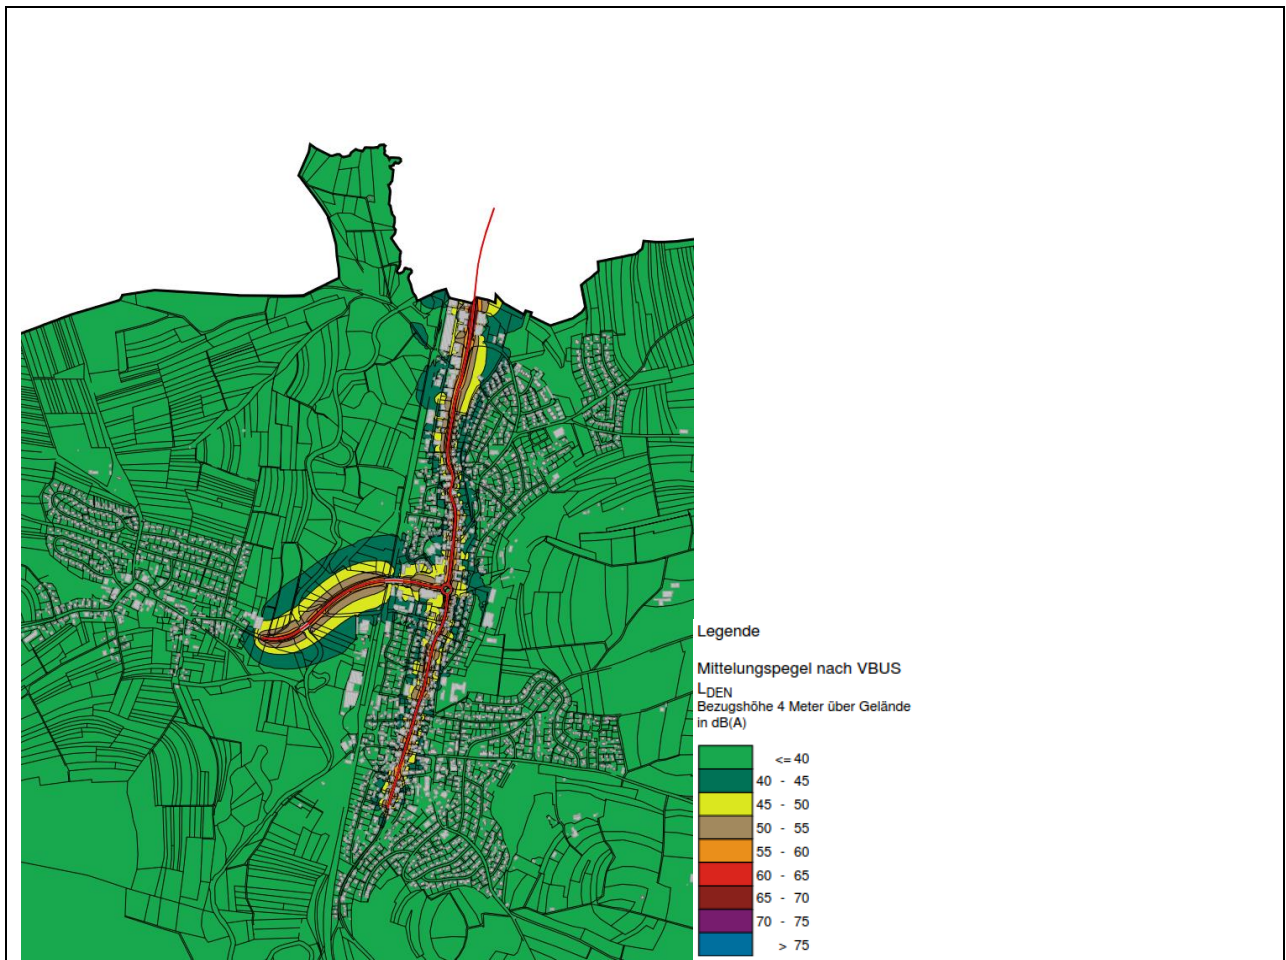 Legende
Mittelungspegel nach VBUS
LDEN
Bezugshöhe 4 Meter über Gelände
in dB(A)
<= 40
40 - 45
45 - 50
50 - 55
55 - 60
60 - 65
65 - 70
70 - 75
> 75